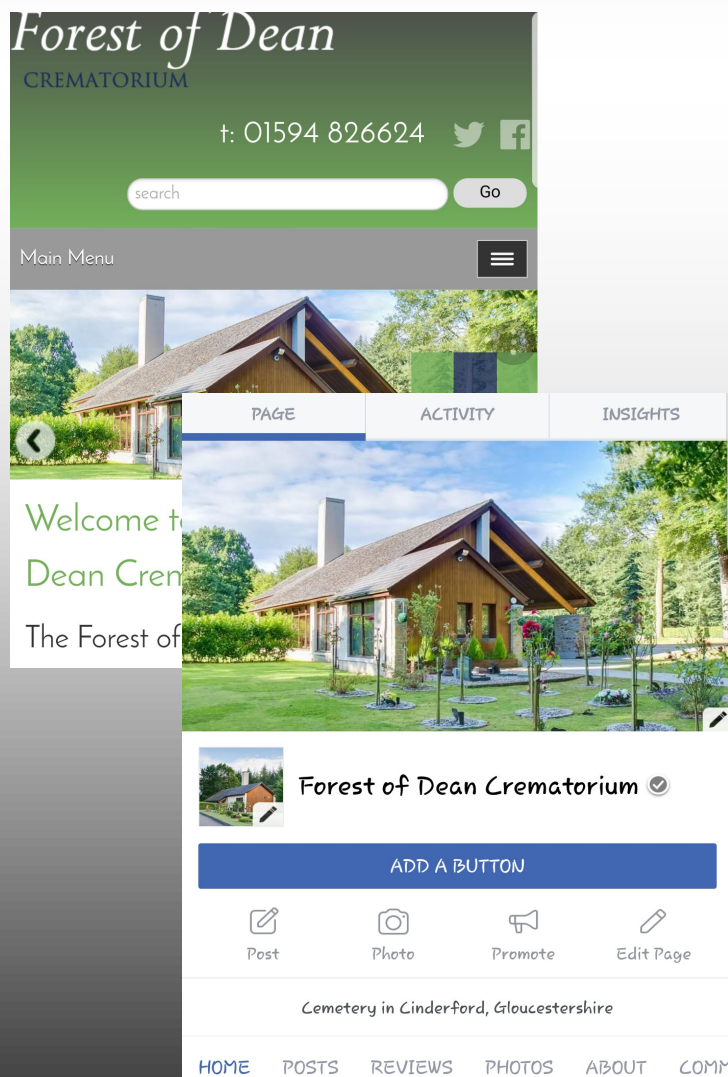 Forest of Dean
CREMATORIUM
t: 01594 826624
search
Go
Main Menu
Welcome to
Dean Crem
The Forest of
PAGE ACTIVITY INSIGHTS
Forest of Dean Crematorium
ADD A BUTTON
Post Photo Promote Edit Page
Cemetery in Cinderford, Gloucestershire
HOME POSTS REVIEWS PHOTOS ABOUT COMM